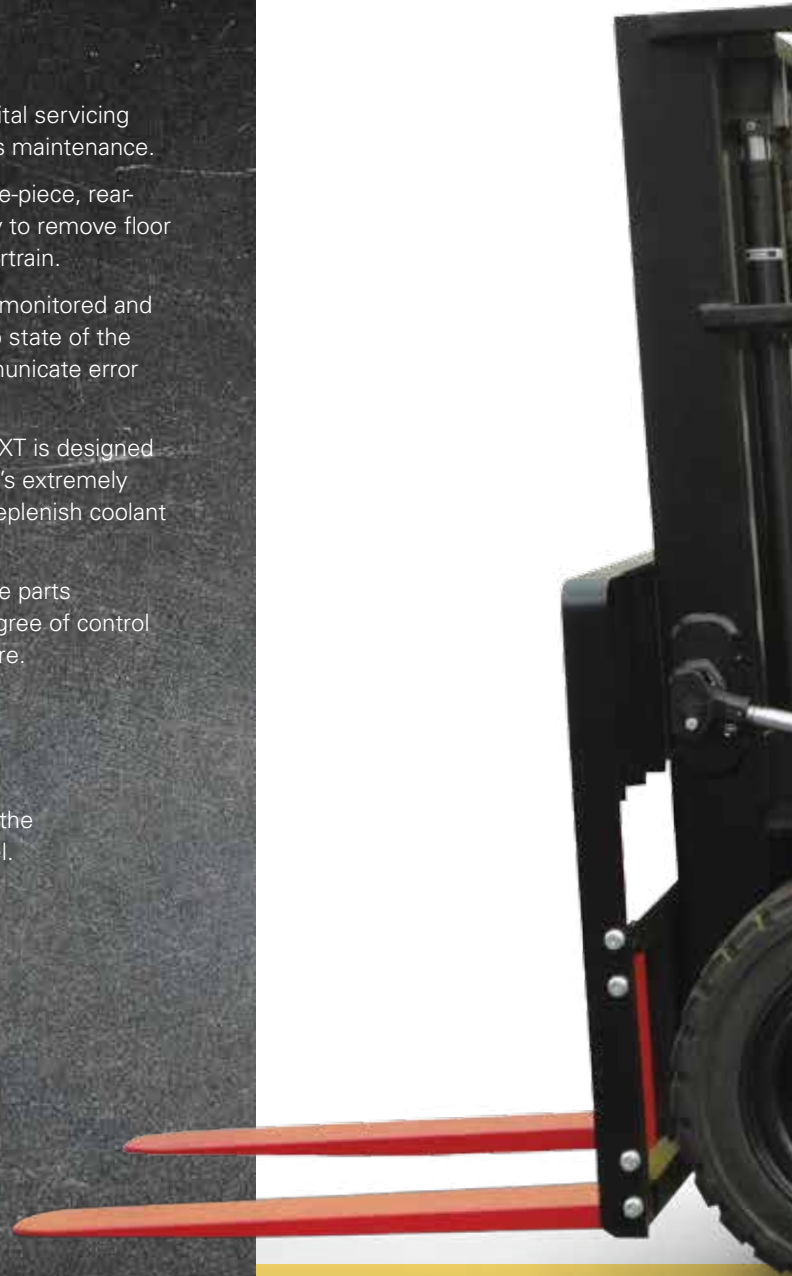 ital servicing
s maintenance.
e-piece, rear-
y to remove floor
rtrain.
monitored and
o state of the
municate error
XT is designed
's extremely
eplenish coolant
e parts
gree of control
re.
the
l.